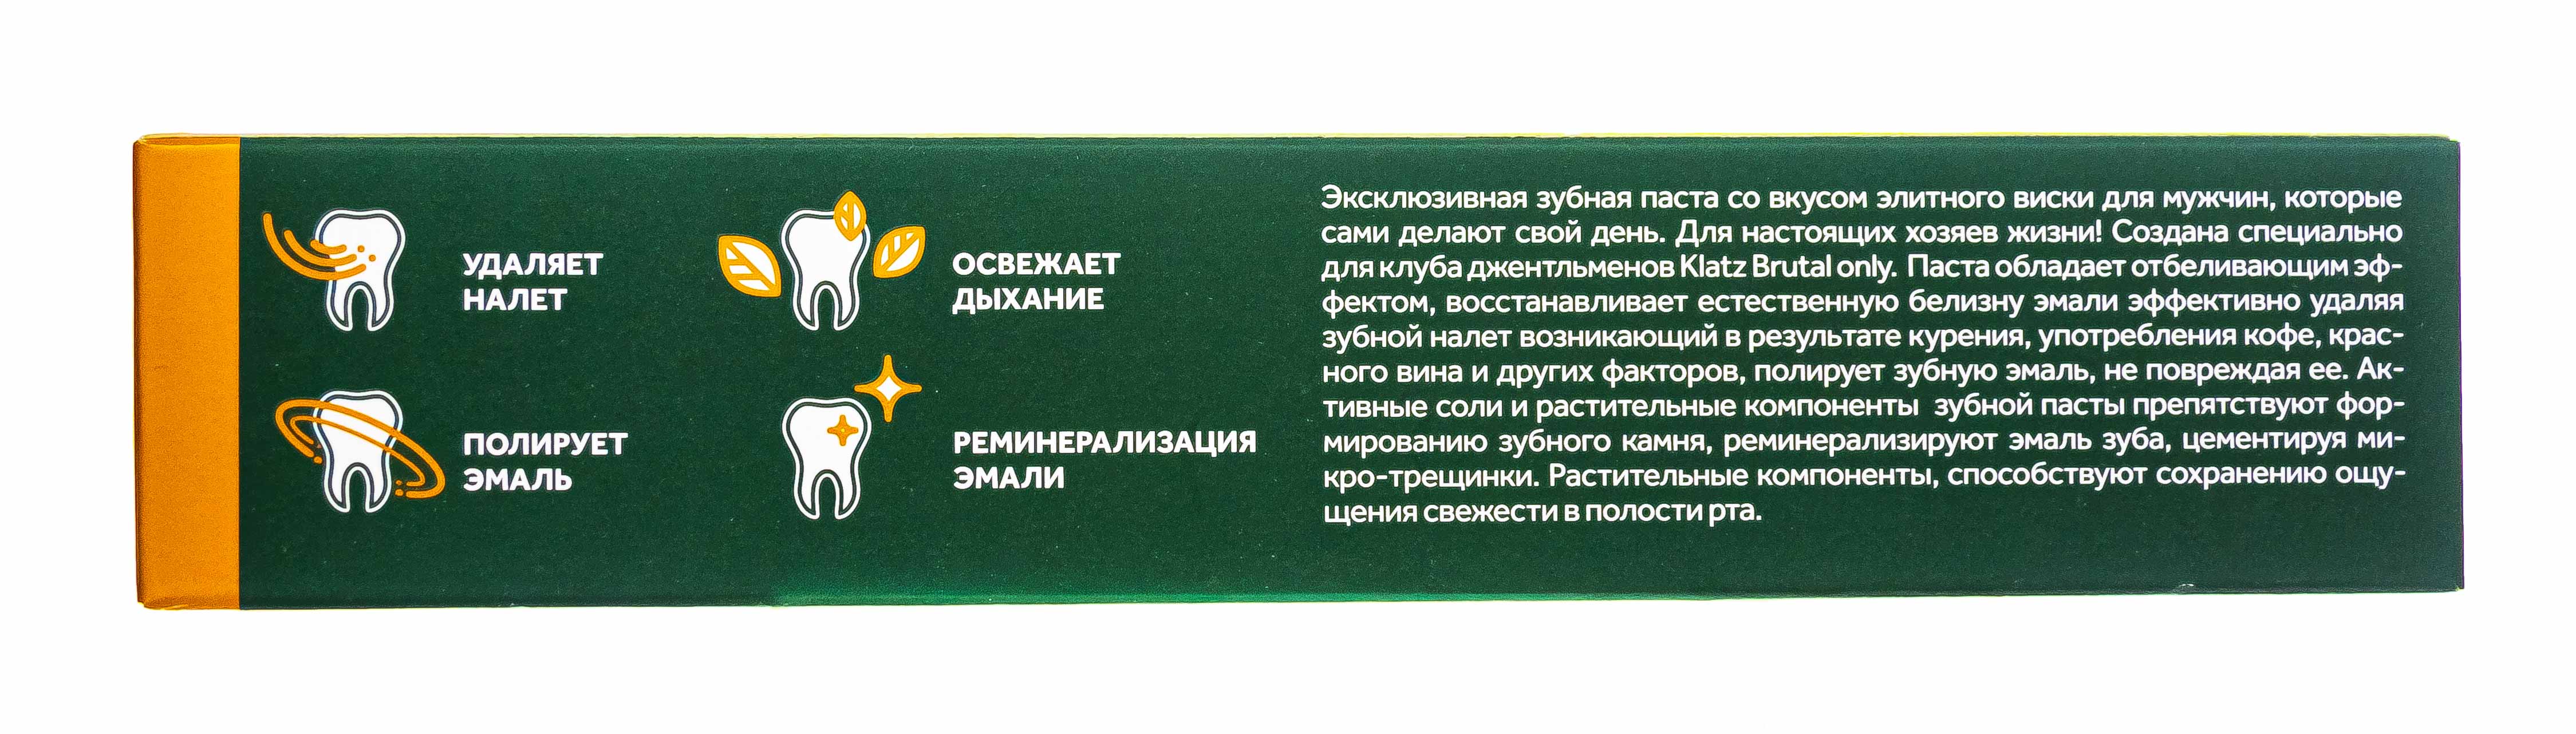 УДАЛЯЕТ
НАЛЕТ
ОСВЕЖАЕТ
ДЫХАНИЕ
ПОЛИРУЕТ
ЭМАЛЬ
РЕМИНЕРАЛИЗАЦИЯ
ЭМАЛИ
Эксклюзивная зубная паста со вкусом элитного виски для мужчин, которые
сами делают свой день. Для настоящих хозяев жизни! Создана специально
для клуба джентльменов Klatz Brutal only. Паста обладает отбеливающим эф-
фектом, восстанавливает естественную белизну эмали эффективно удаляя
зубной налет возникающий в результате курения, употребления кофе, крас-
ного вина и других факторов, полирует зубную эмаль, не повреждая ее. Ак-
тивные соли и растительные компоненты зубной пасты препятствуют фор-
мированию зубного камня, реминерализируют эмаль зуба, цементируя ми-
кро-трещинки. Растительные компоненты, способствуют сохранению ощу-
щения свежести в полости рта.